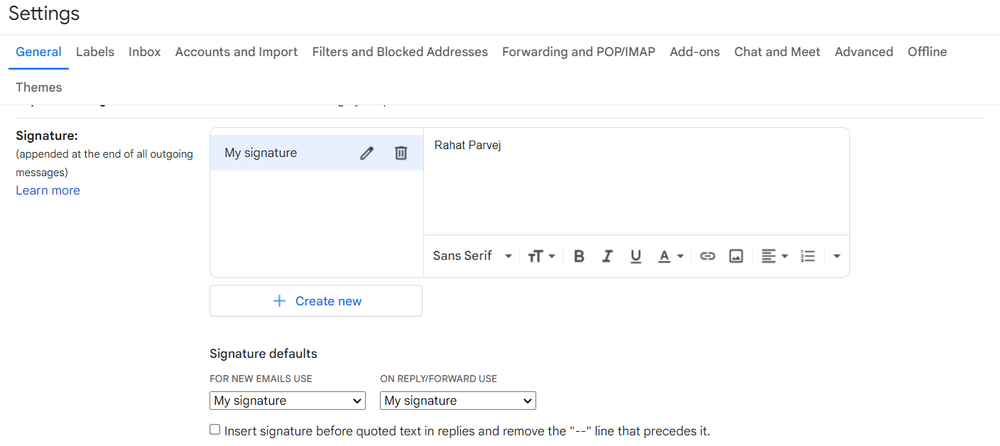 Settings
General Labels Inbox Accounts and Import Filters and Blocked Addresses Forwarding and POP/IMAP Add-ons Chat and Meet Advanced Offline
Themes
Signature:
(appended at the end of all outgoing
messages)
Learn more
My signature
Rahat Parvej
Sans Serif
Create new
Signature defaults
FOR NEW EMAILS USE ON REPLY/FORWARD USE
My signature My signature
Insert signature before quoted text in replies and remove the "--" line that precedes it.